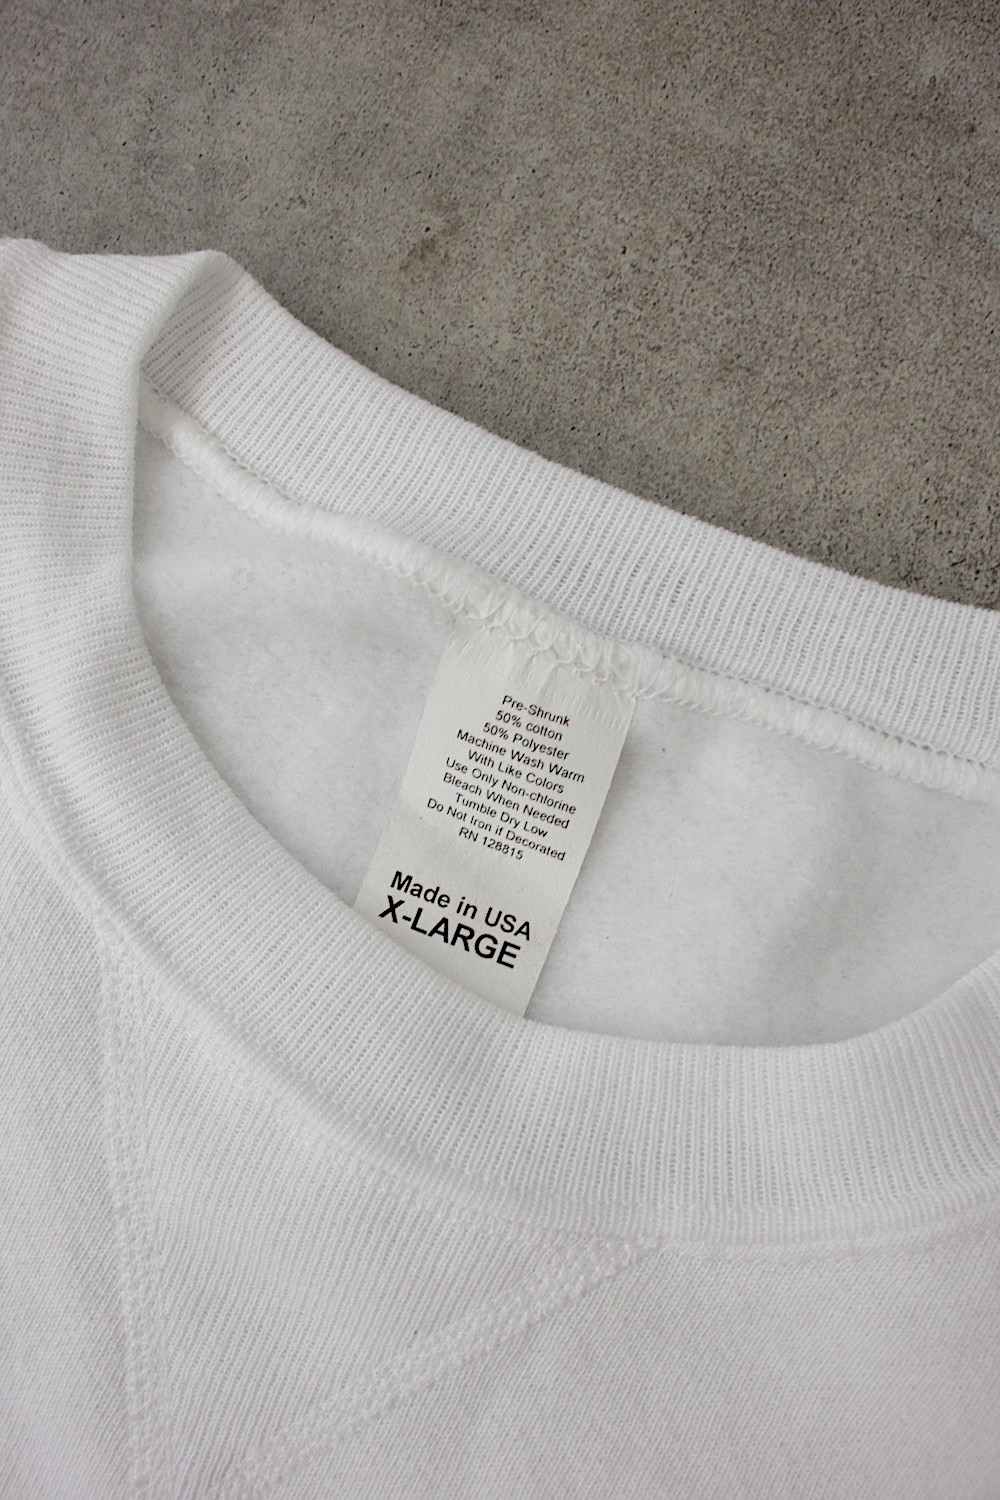 Pre-Shrunk
50% cotton
50% Polyester
Machine Wash Warm
With Like Colors
Use Only Non-chlorine
Bleach When Needed
Tumble Dry Low
Do Not Iron if Decorated
RN 128815
Made in USA
X-LARGE